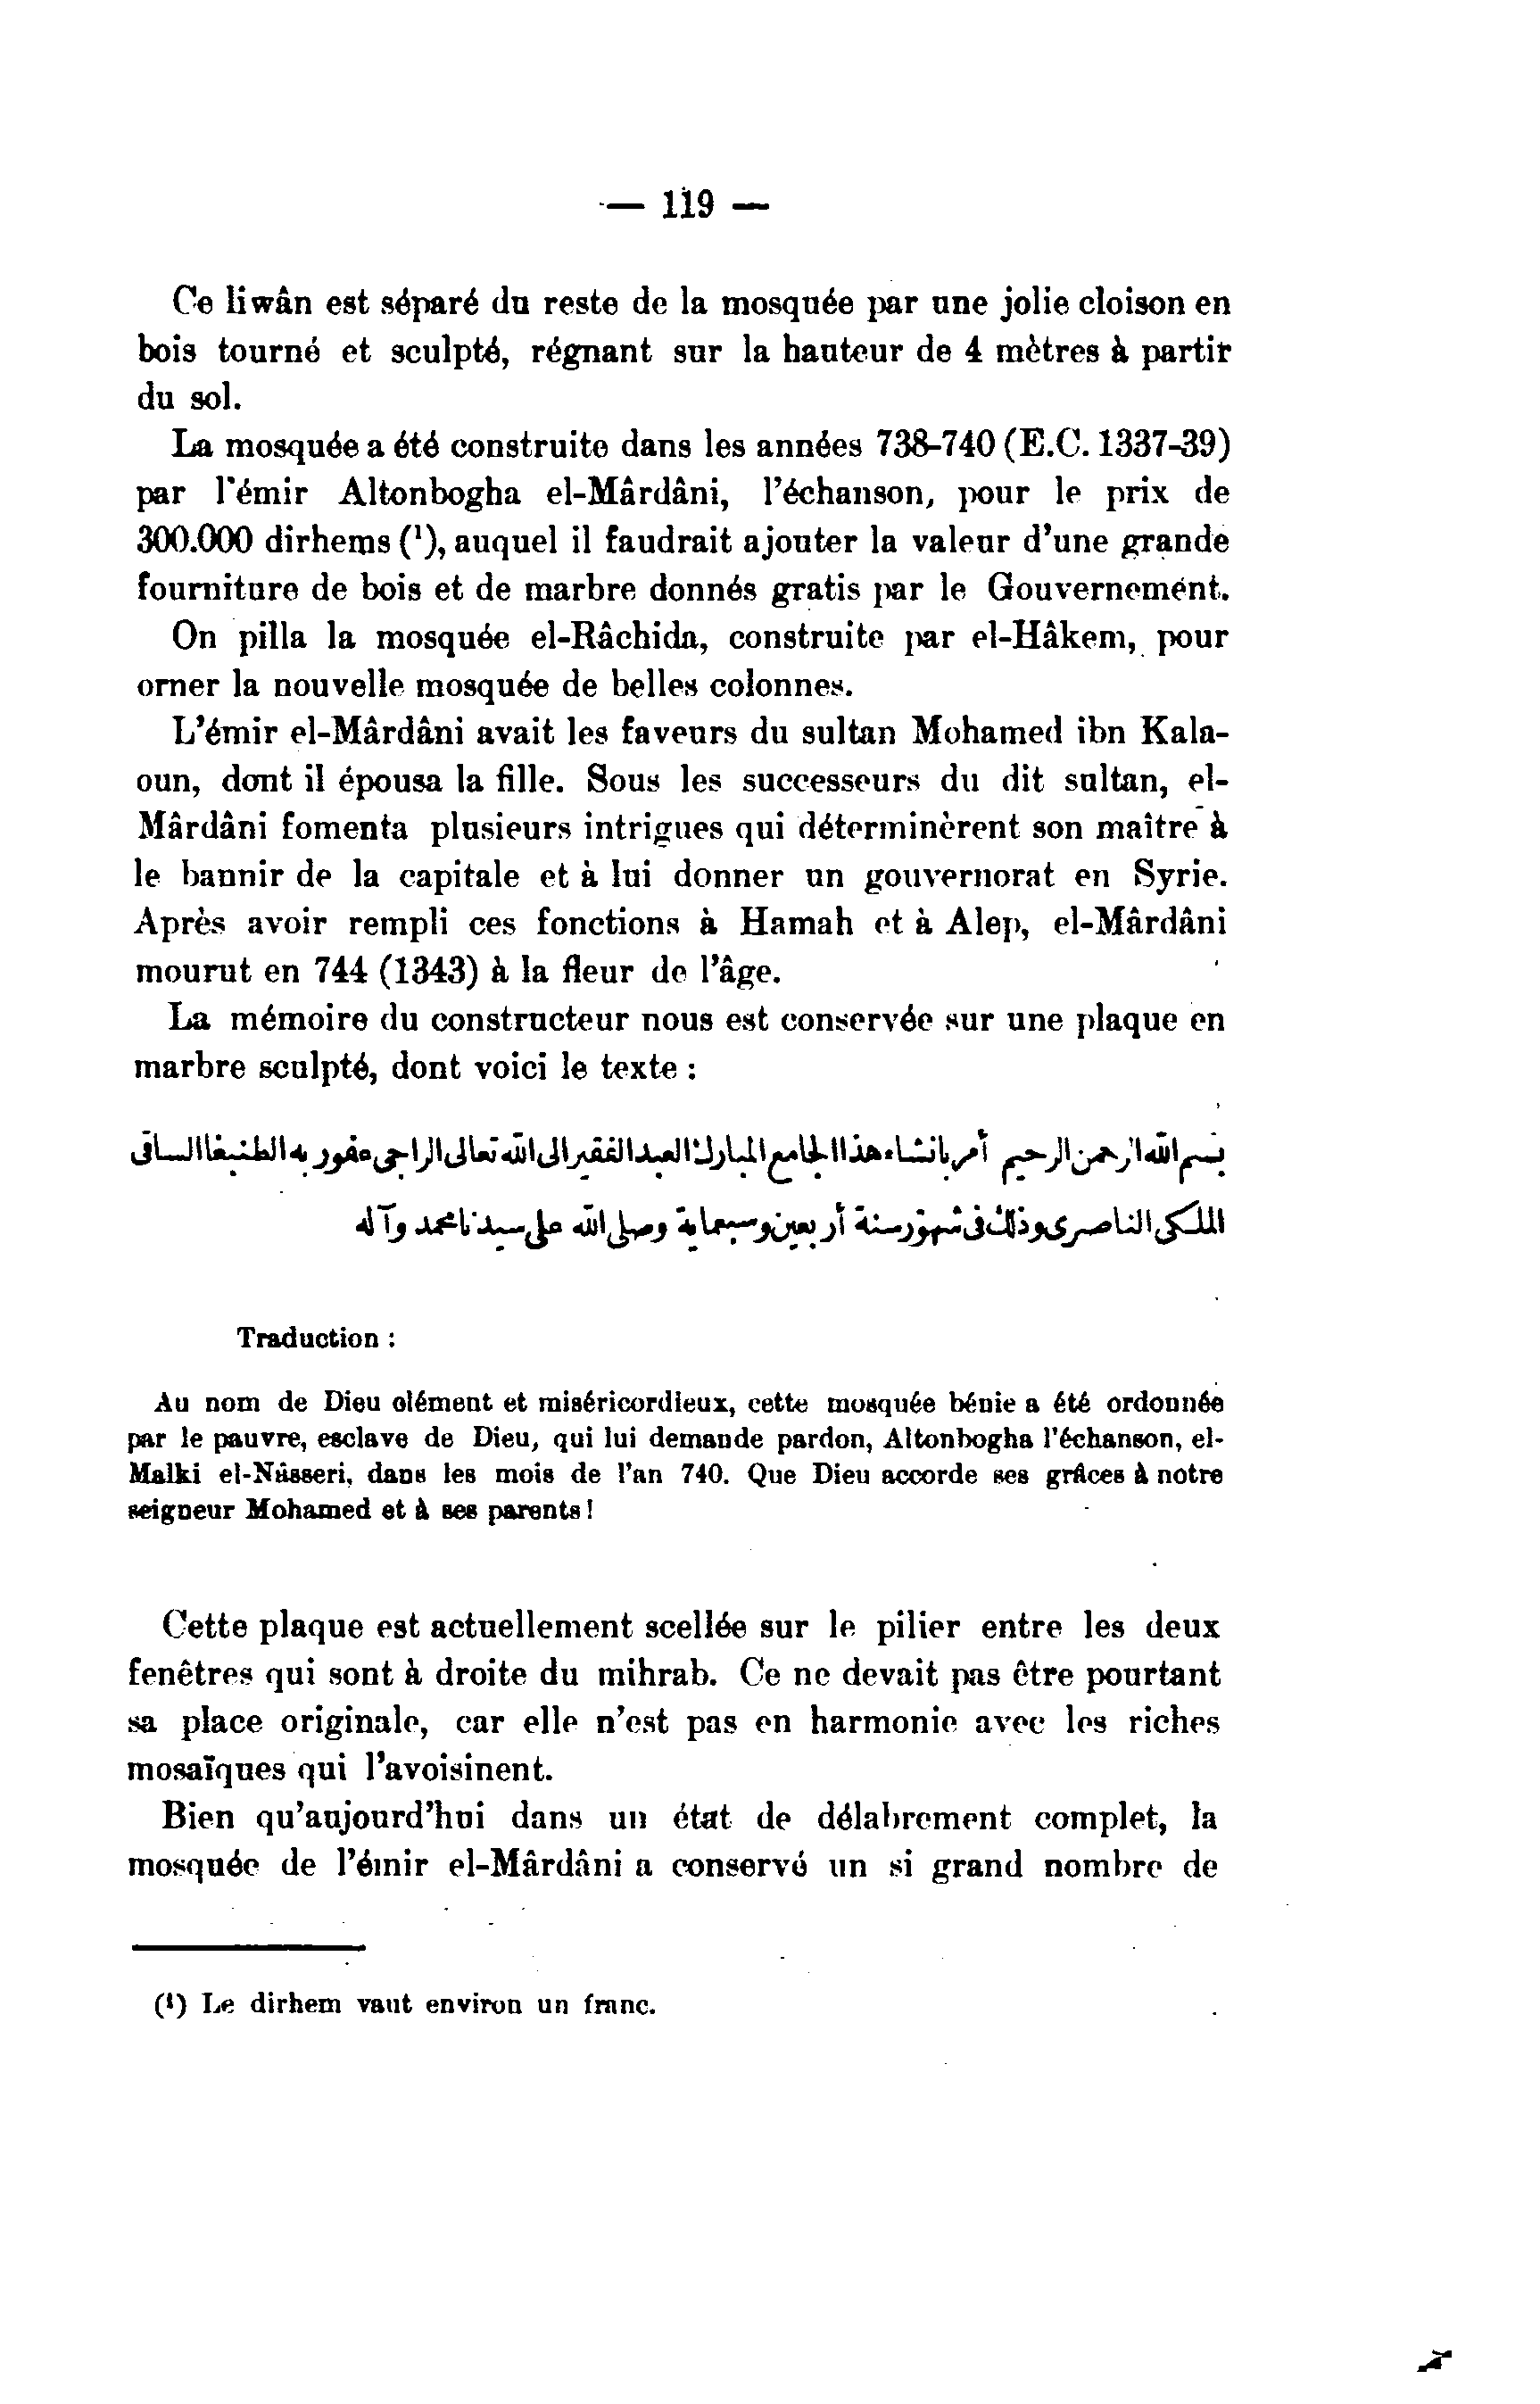 — 119 —
Ce liwân est séparé du reste de la mosquée par une jolie cloison en
bois tourné et sculpté, régnant sur la hauteur de 4 mètres à partir
du sol.
La mosquée a été construite dans les années 738-740 (E.C. 1337-39)
par l'émir Altonbogha el-Mârdâni, l'échanson, pour le prix de
300.000 dirhems (¹), auquel il faudrait ajouter la valeur d'une grande
fourniture de bois et de marbre donnés gratis par le Gouvernement.
On pilla la mosquée el-Râchida, construite par el-Hâkem, pour
orner la nouvelle mosquée de belles colonnes.
L'émir el-Mârdâni avait les faveurs du sultan Mohamed ibn Kala-
oun, dont il épousa la fille. Sous les successeurs du dit sultan, el-
Mârdâni fomenta plusieurs intrigues qui déterminèrent son maître à
le bannir de la capitale et à lui donner un gouvernorat en Syrie.
Après avoir rempli ces fonctions à Hamah et à Alep, el-Mârdâni
mourut en 744 (1343) à la fleur de l'âge.
La mémoire du constructeur nous est conservée sur une plaque en
marbre sculpté, dont voici le texte :
بسم الله الرحمن الرحيم أمر بانشاء هذا الجامع المبارك العبد الفقير الى الله تعالى الراجى عفو ربه الطنبغا الساقى
الملكى الناصرى وذلك فى شهور سنة أربعين وسبعماية وصلى الله على سيدنا محمد وآله
Traduction :
Au nom de Dieu clément et miséricordieux, cette mosquée bénie a été ordonnée
par le pauvre, esclave de Dieu, qui lui demande pardon, Altonbogha l'échanson, el-
Malki el-Nâsseri, dans les mois de l'an 740. Que Dieu accorde ses grâces à notre
seigneur Mohamed et à ses parents !
Cette plaque est actuellement scellée sur le pilier entre les deux
fenêtres qui sont à droite du mihrab. Ce ne devait pas être pourtant
sa place originale, car elle n'est pas en harmonie avec les riches
mosaïques qui l'avoisinent.
Bien qu'aujourd'hui dans un état de délabrement complet, la
mosquée de l'émir el-Mârdâni a conservé un si grand nombre de
(¹) Le dirhem vaut environ un franc.